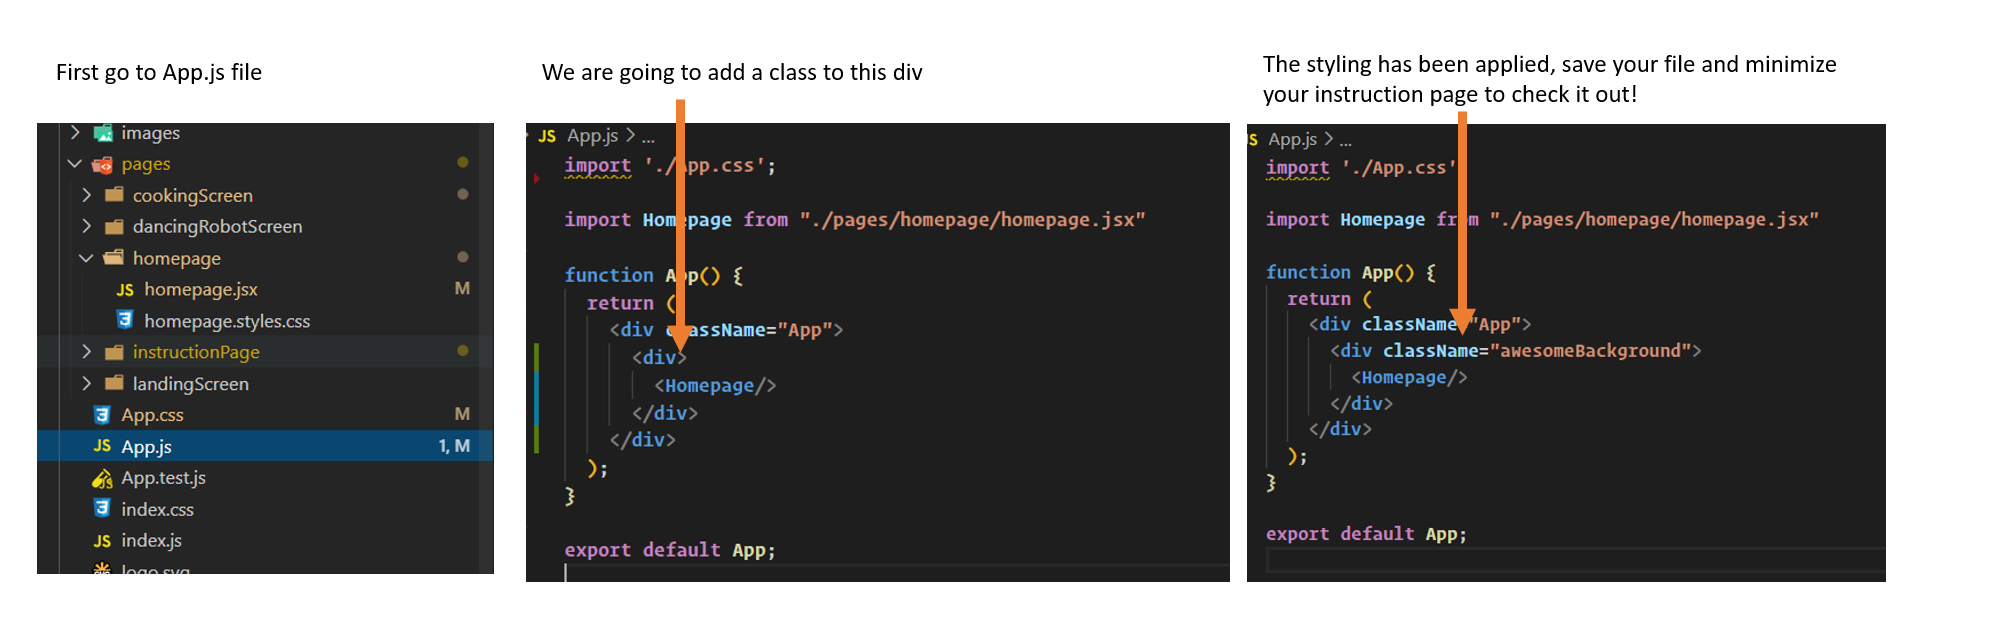 First go to App.js file
images
pages
cookingScreen
dancingRobotScreen
homepage
JS homepage.jsx M
homepage.styles.css
instructionPage
landingScreen
App.css M
JS App.js 1, M
App.test.js
index.css
JS index.js
logo.svg
We are going to add a class to this div
JS App.js > ...
import './App.css';
import Homepage from "./pages/homepage/homepage.jsx"
function App() {
return (
<div className="App">
<div>
<Homepage/>
</div>
</div>
);
}
export default App;
The styling has been applied, save your file and minimize
your instruction page to check it out!
JS App.js > ...
import './App.css'
import Homepage from "./pages/homepage/homepage.jsx"
function App() {
return (
<div className="App">
<div className="awesomeBackground">
<Homepage/>
</div>
</div>
);
}
export default App;